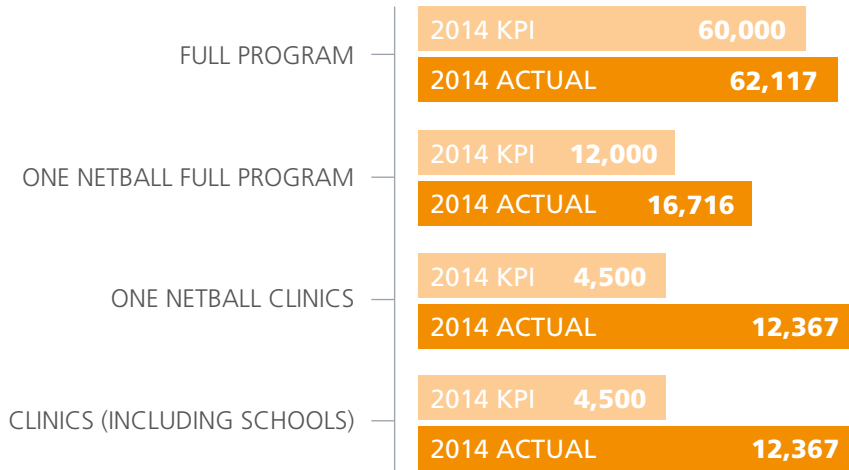 FULL PROGRAM
2014 KPI 60,000
2014 ACTUAL 62,117
ONE NETBALL FULL PROGRAM
2014 KPI 12,000
2014 ACTUAL 16,716
ONE NETBALL CLINICS
2014 KPI 4,500
2014 ACTUAL 12,367
CLINICS (INCLUDING SCHOOLS)
2014 KPI 4,500
2014 ACTUAL 12,367